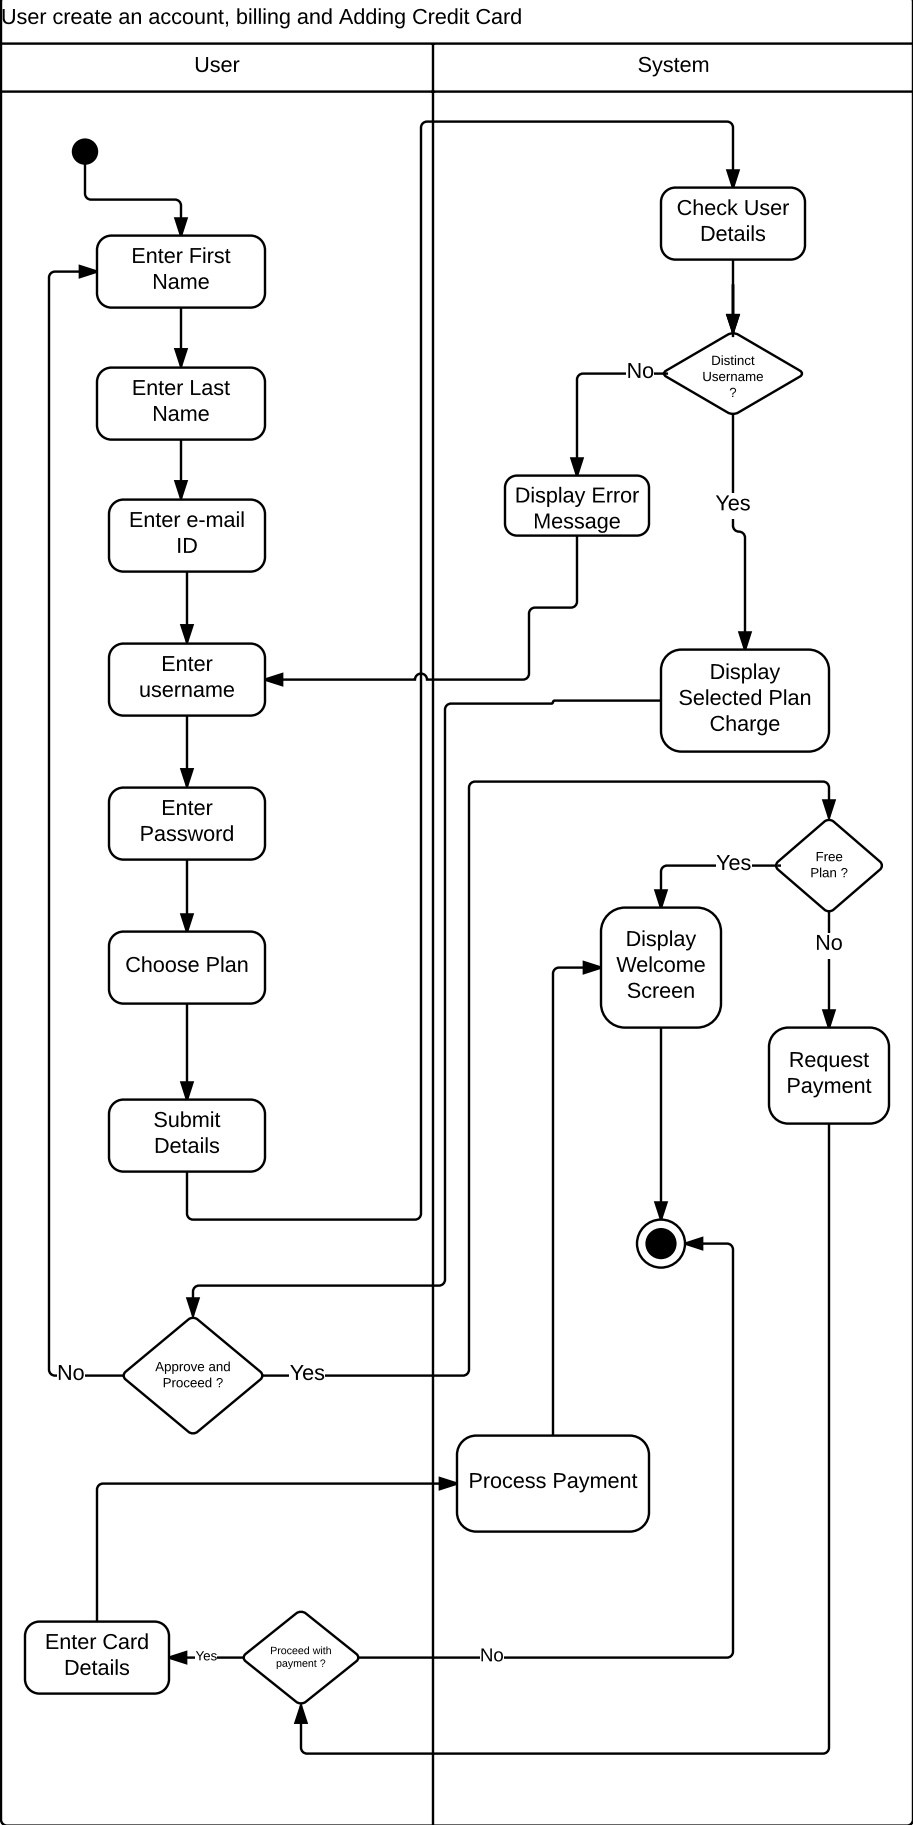 User create an account, billing and Adding Credit Card
User
System
Enter First
Name
Enter Last
Name
Enter e-mail
ID
Enter
username
Enter
Password
Choose Plan
Submit
Details
Check User
Details
Distinct
Username
?
No
Display Error
Message
Yes
Display
Selected Plan
Charge
Free
Plan ?
Yes
No
Display
Welcome
Screen
Request
Payment
Approve and
Proceed ?
No
Yes
Process Payment
Enter Card
Details
Yes
Proceed with
payment ?
No